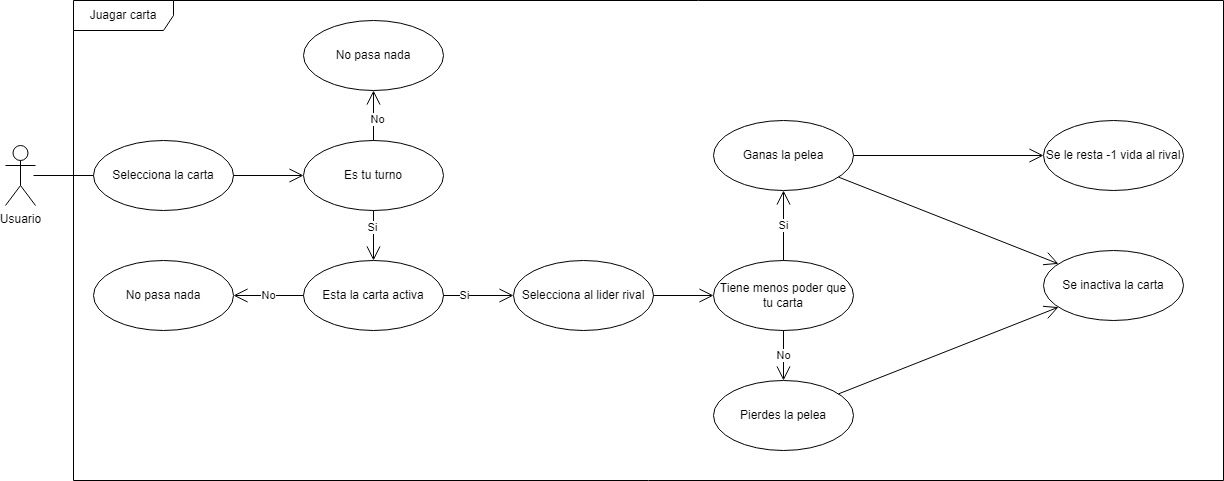 Juagar carta
No pasa nada
No
Usuario
Selecciona la carta
Es tu turno
Si
No pasa nada
No
Esta la carta activa
Si
Selecciona al lider rival
Tiene menos poder que
tu carta
Si
Ganas la pelea
Se le resta -1 vida al rival
Se inactiva la carta
No
Pierdes la pelea